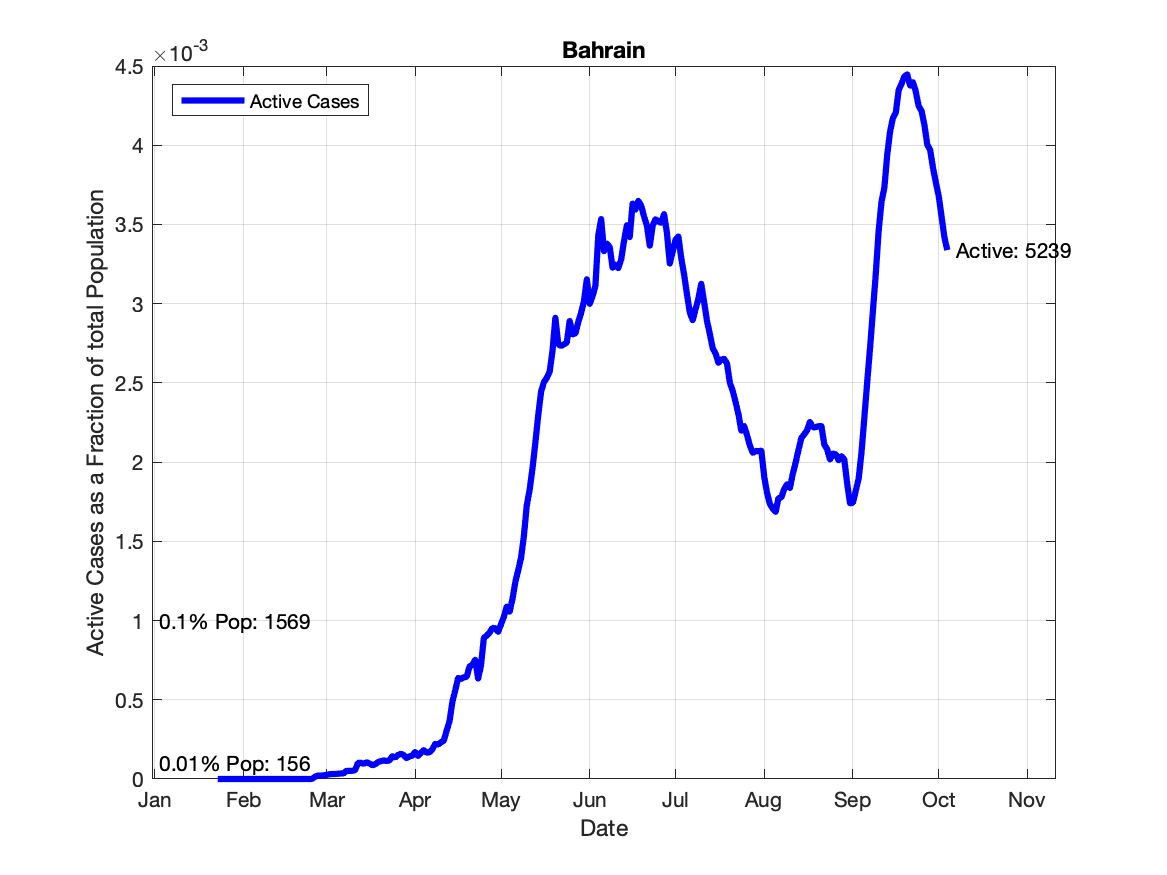 Bahrain
×10-3
Active Cases
4.5
4
3.5
3
2.5
2
1.5
1
0.5
0
Active Cases as a Fraction of total Population
Active: 5239
0.1% Pop: 1569
0.01% Pop: 156
Jan Feb Mar Apr May Jun Jul Aug Sep Oct Nov
Date